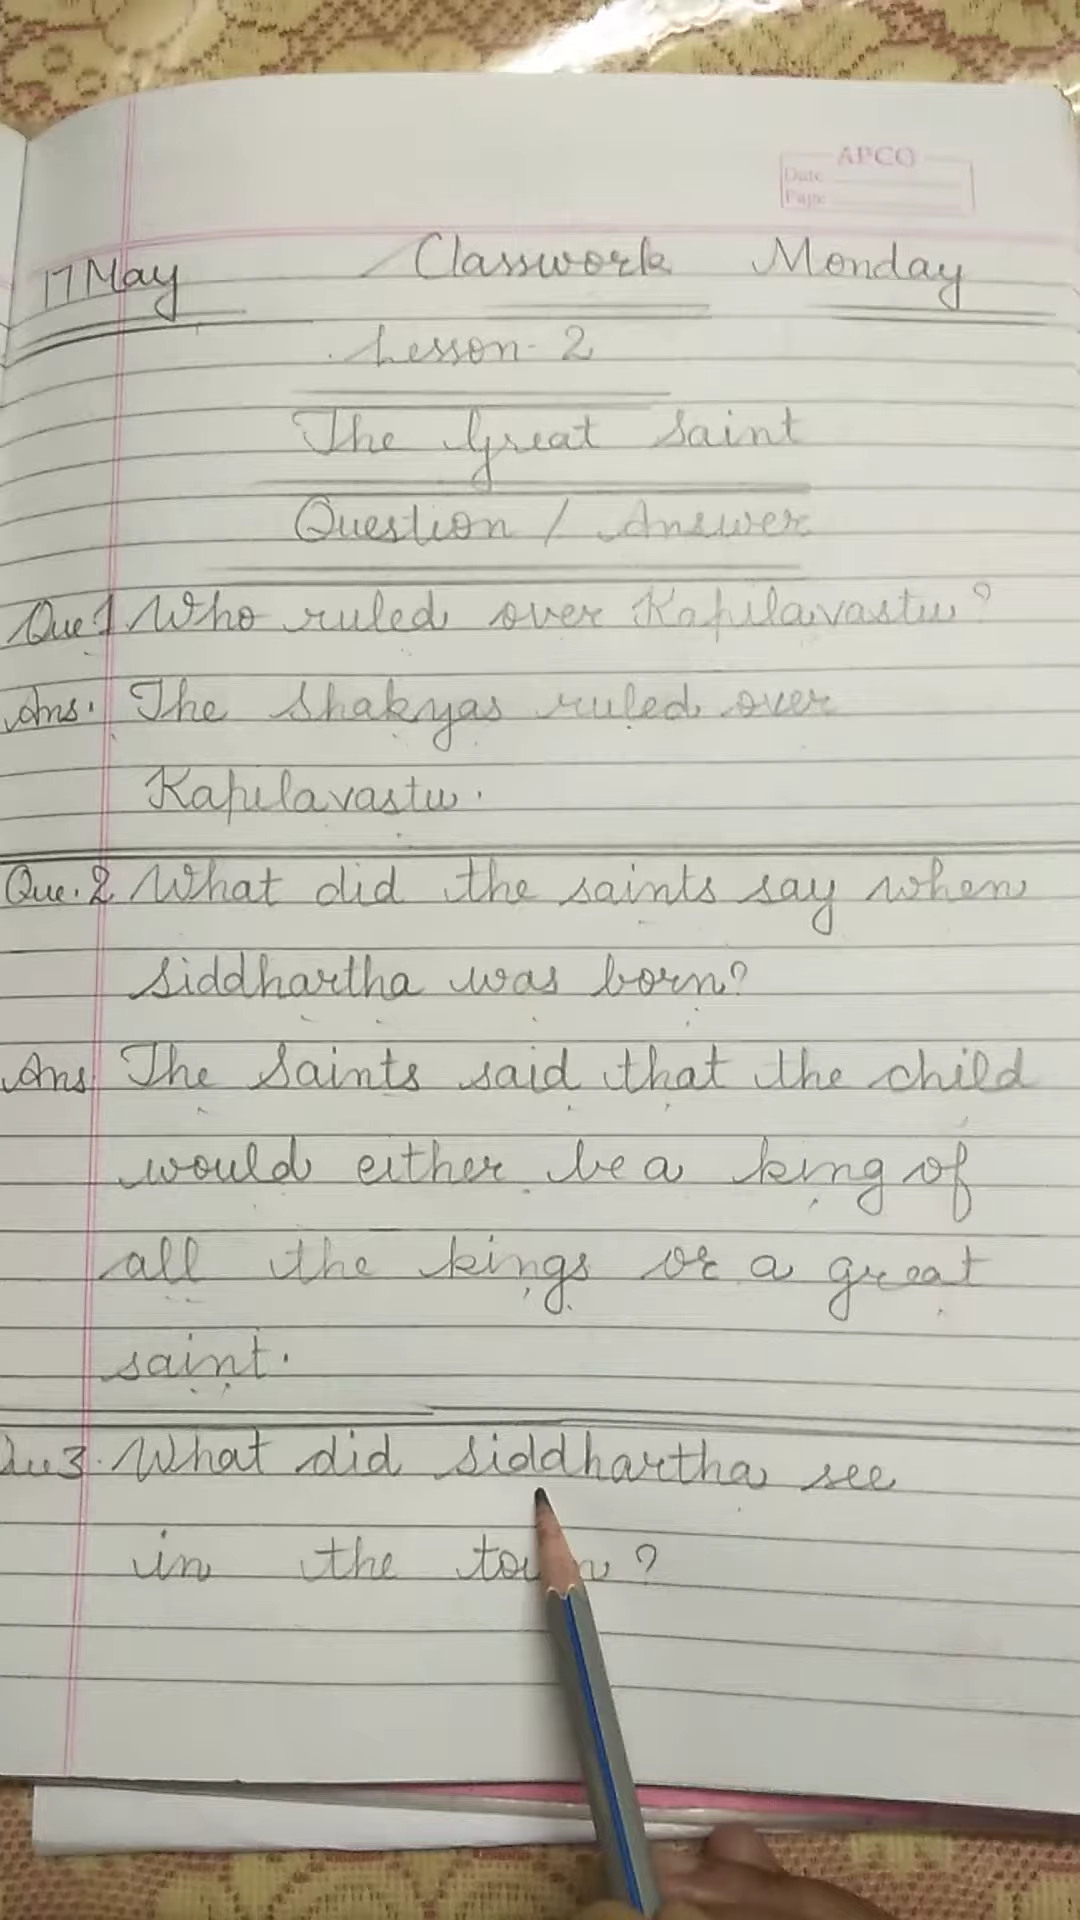 APCO
Date
Page
17 May Classwork Monday
Lesson-2
The Great Saint
Question / Answer
Que 1 Who ruled over Kapilavastu?
Ans. The Shakyas ruled over
Kapilavastu.
Que. 2 What did the saints say when
Siddhartha was born?
Ans The Saints said that the child
would either be a king of
all the kings or a great
saint.
Qu 3. What did Siddhartha see
in the town?